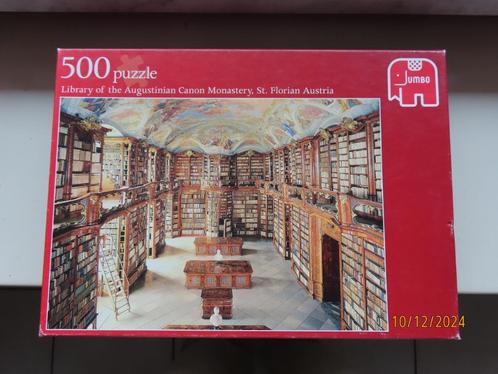 500 puzzle
Library of the Augustinian Canon Monastery, St. Florian Austria
JUMBO
10/12/2024